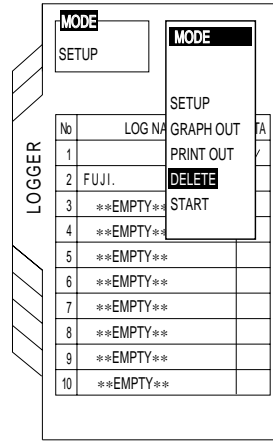 MODE
SETUP
MODE
SETUP
GRAPH OUT
PRINT OUT
DELETE
START
LOGGER
No LOG NA TA
1
2 FUJI.
3 **EMPTY**
4 **EMPTY**
5 **EMPTY**
6 **EMPTY**
7 **EMPTY**
8 **EMPTY**
9 **EMPTY**
10 **EMPTY**